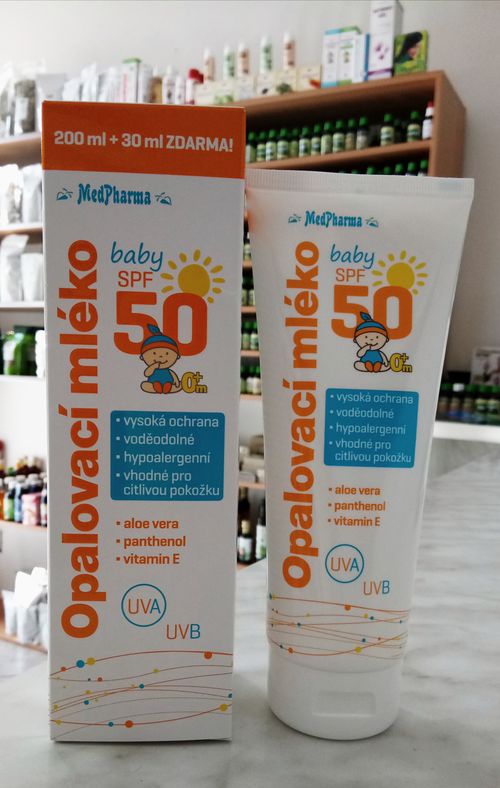 200 ml + 30 ml ZDARMA!
MedPharma
Opalovací mléko
baby
SPF
50
0+m
• vysoká ochrana
• voděodolné
• hypoalergenní
• vhodné pro
citlivou pokožku
• aloe vera
• panthenol
• vitamin E
UVA
UVB
MedPharma
Opalovací mléko
baby
SPF
50
0+m
• vysoká ochrana
• voděodolné
• hypoalergenní
• vhodné pro
citlivou pokožku
• aloe vera
• panthenol
• vitamin E
UVA
UVB